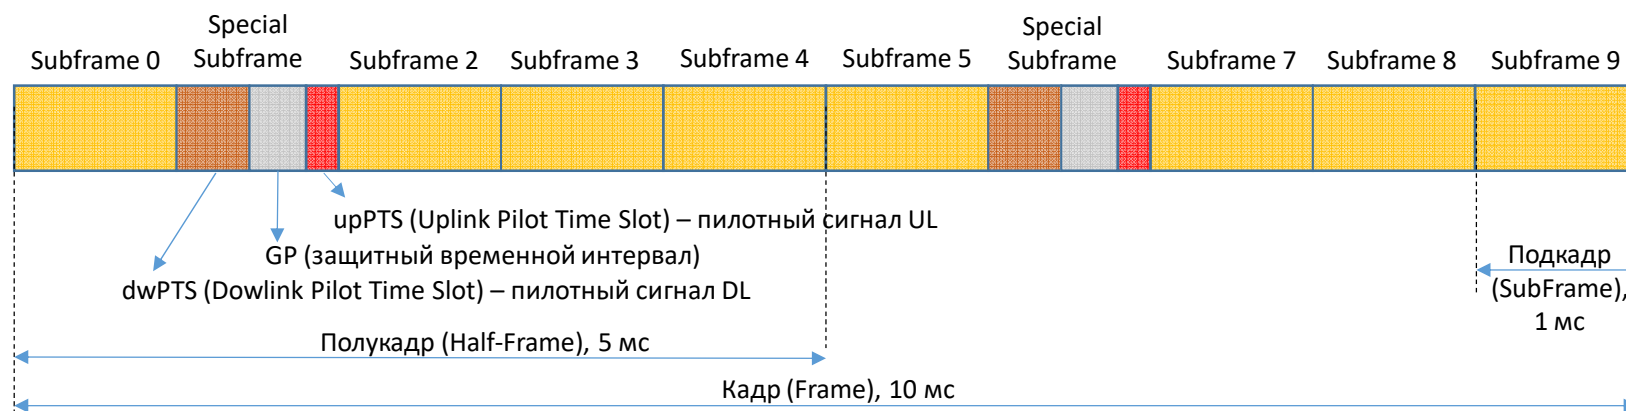 Special
Subframe
Special
Subframe
Subframe 0
Subframe 2
Subframe 3
Subframe 4
Subframe 5
Subframe 7
Subframe 8
Subframe 9
upPTS (Uplink Pilot Time Slot) – пилотный сигнал UL
GP (защитный временной интервал)
dwPTS (Dowlink Pilot Time Slot) – пилотный сигнал DL
Подкадр
(SubFrame),
1 мс
Полукадр (Half-Frame), 5 мс
Кадр (Frame), 10 мс